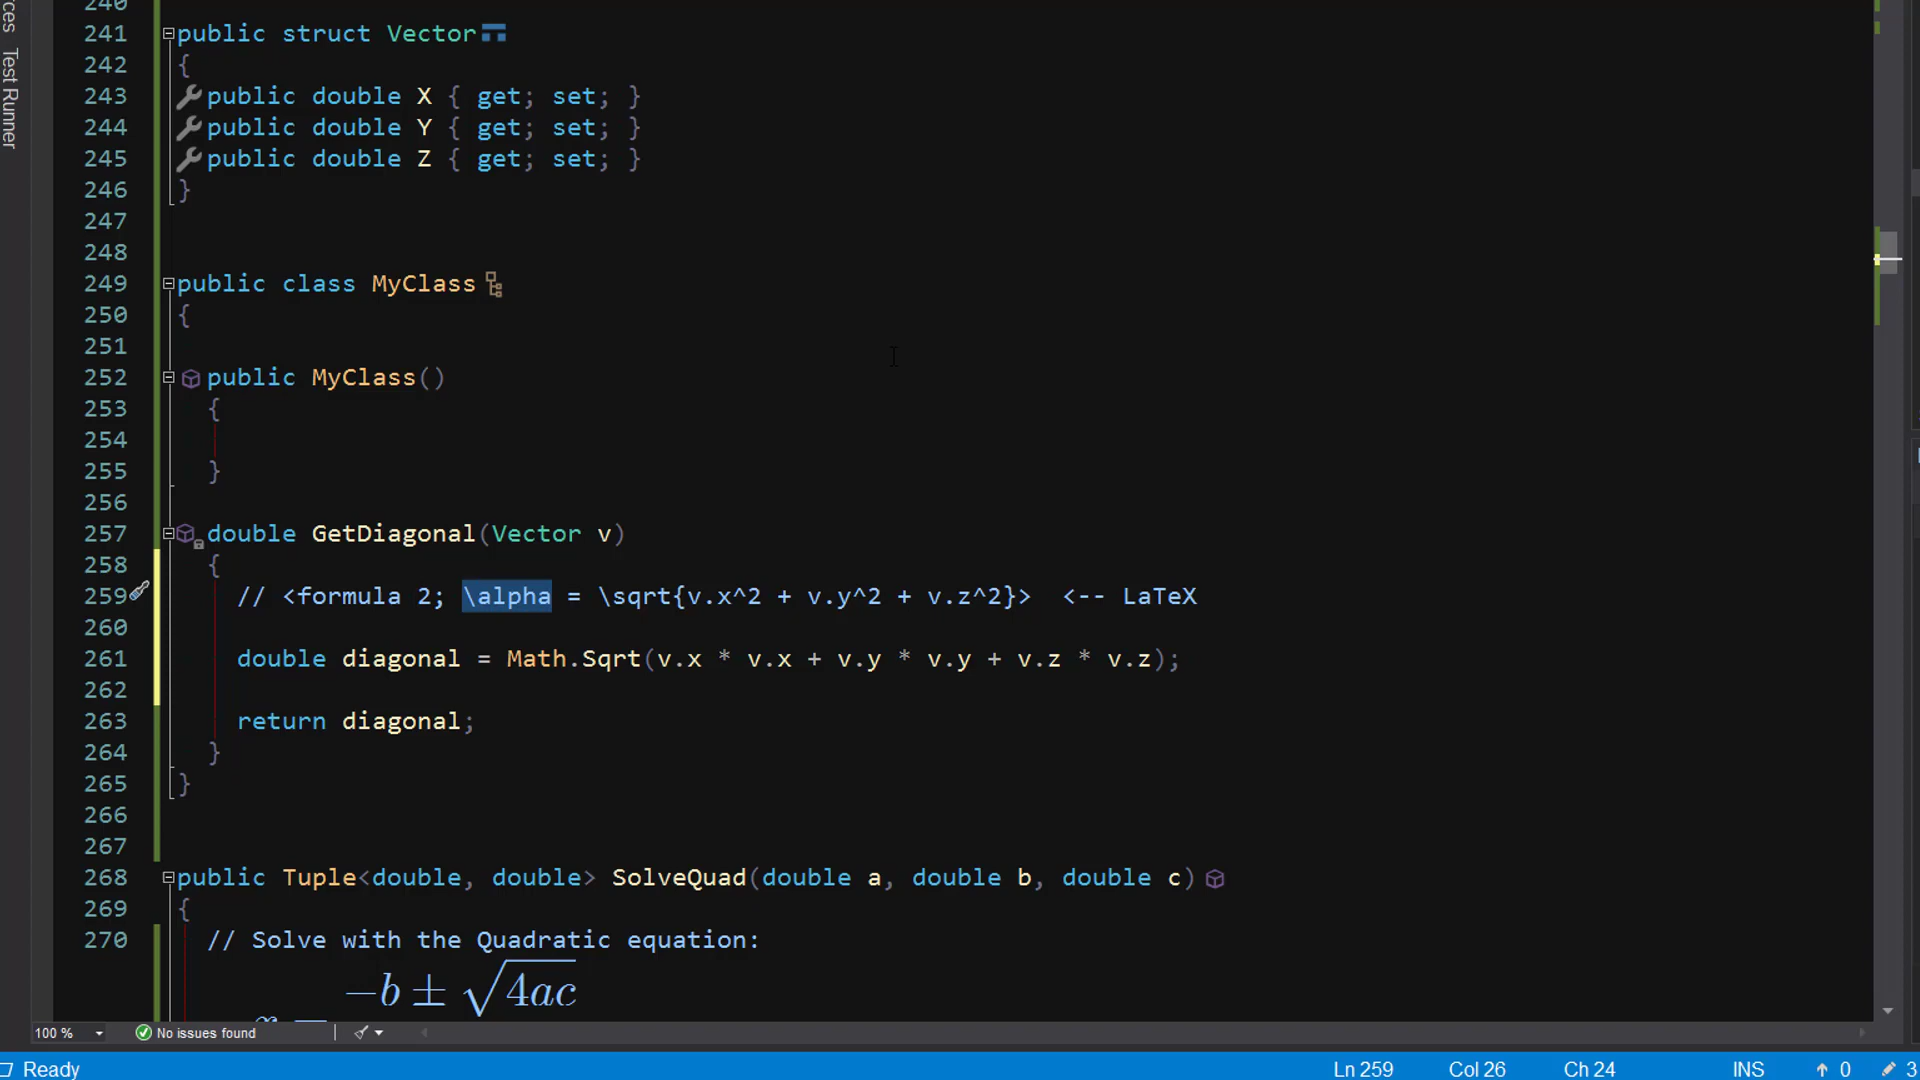 rces
Test Runner
240
241 public struct Vector
242 {
243 public double X { get; set; }
244 public double Y { get; set; }
245 public double Z { get; set; }
246 }
247
248
249 public class MyClass
250 {
251
252 public MyClass()
253 {
254
255 }
256
257 double GetDiagonal(Vector v)
258 {
259 // <formula 2; \alpha = \sqrt{v.x^2 + v.y^2 + v.z^2}> <-- LaTeX
260
261 double diagonal = Math.Sqrt(v.x * v.x + v.y * v.y + v.z * v.z);
262
263 return diagonal;
264 }
265 }
266
267
268 public Tuple<double, double> SolveQuad(double a, double b, double c)
269 {
270 // Solve with the Quadratic equation:
−b ± √4ac
100 % No issues found
Ready Ln 259 Col 26 Ch 24 INS 0 3